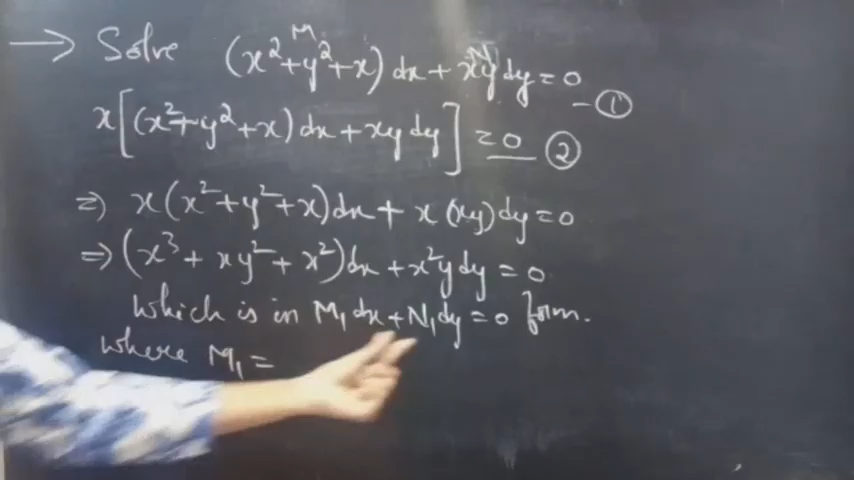 → Solve (x²+y²+x)dx + xy dy = 0 — ①
M N
x[(x²+y²+x)dx + xy dy] = 0 ②
⇒ x(x²+y²+x)dx + x(xy)dy = 0
⇒ (x³ + xy² + x²)dx + x²y dy = 0
which is in M₁dx + N₁dy = 0 form.
where M₁ =